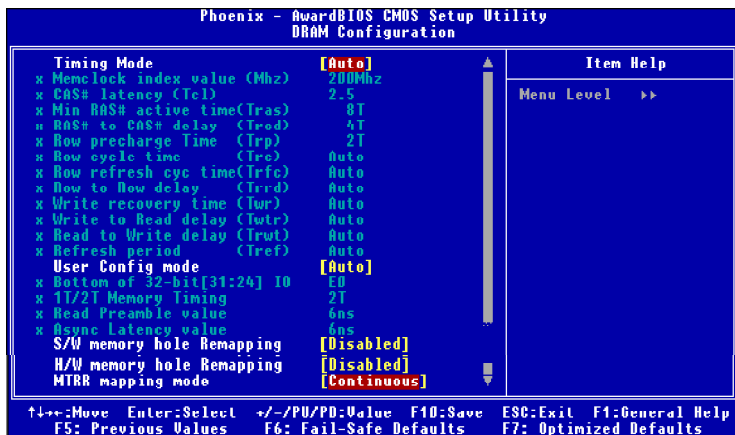 Phoenix - AwardBIOS CMOS Setup Utility
DRAM Configuration
Timing Mode [Auto]
x Memclock index value (Mhz) 200Mhz
x CAS# latency (Tcl) 2.5
x Min RAS# active time(Tras) 8T
x RAS# to CAS# delay (Trcd) 4T
x Row precharge Time (Trp) 2T
x Row cycle time (Trc) Auto
x Row refresh cyc time(Trfc) Auto
x Row to Row delay (Trrd) Auto
x Write recovery time (Twr) Auto
x Write to Read delay (Twtr) Auto
x Read to Write delay (Trwt) Auto
x Refresh period (Tref) Auto
User Config mode [Auto]
x Bottom of 32-bit[31:24] IO E0
x 1T/2T Memory Timing 2T
x Read Preamble value 6ns
x Async Latency value 6ns
S/W memory hole Remapping [Disabled]
H/W memory hole Remapping [Disabled]
MTRR mapping mode [Continuous]
Item Help
Menu Level ▸▸
↑↓→←:Move Enter:Select +/-/PU/PD:Value F10:Save ESC:Exit F1:General Help
F5: Previous Values F6: Fail-Safe Defaults F7: Optimized Defaults